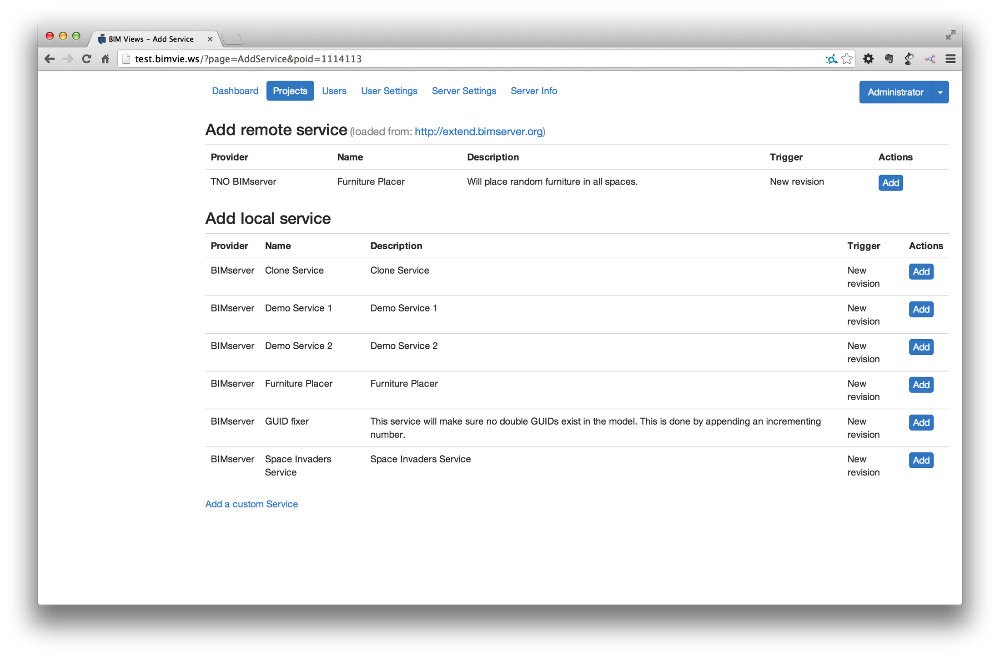 BIM Views – Add Service
test.bimvie.ws/?page=AddService&poid=1114113
Dashboard Projects Users User Settings Server Settings Server Info Administrator
Add remote service (loaded from: http://extend.bimserver.org)
Provider Name Description Trigger Actions
TNO BIMserver Furniture Placer Will place random furniture in all spaces. New revision Add
Add local service
Provider Name Description Trigger Actions
BIMserver Clone Service Clone Service New Add
revision
BIMserver Demo Service 1 Demo Service 1 New Add
revision
BIMserver Demo Service 2 Demo Service 2 New Add
revision
BIMserver Furniture Placer Furniture Placer New Add
revision
BIMserver GUID fixer This service will make sure no double GUIDs exist in the model. This is done by appending an incrementing New Add
number. revision
BIMserver Space Invaders Space Invaders Service New Add
Service revision
Add a custom Service